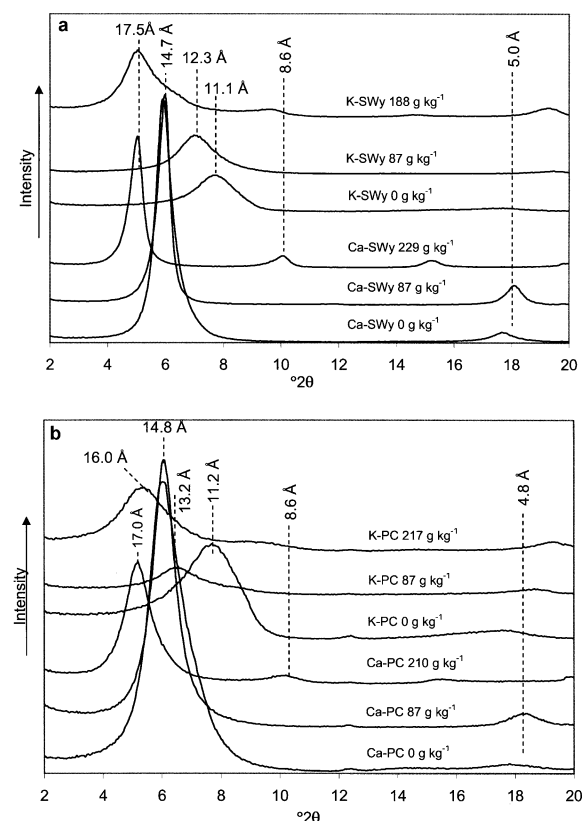 a
17.5Å
14.7 Å
12.3 Å
11.1 Å
8.6 Å
5.0 Å
K-SWy 188 g kg⁻¹
K-SWy 87 g kg⁻¹
K-SWy 0 g kg⁻¹
Ca-SWy 229 g kg⁻¹
Ca-SWy 87 g kg⁻¹
Ca-SWy 0 g kg⁻¹
Intensity
2 4 6 8 10 12 14 16 18 20
°2θ
b
14.8 Å
16.0 Å
17.0 Å
13.2 Å
11.2 Å
8.6 Å
4.8 Å
K-PC 217 g kg⁻¹
K-PC 87 g kg⁻¹
K-PC 0 g kg⁻¹
Ca-PC 210 g kg⁻¹
Ca-PC 87 g kg⁻¹
Ca-PC 0 g kg⁻¹
Intensity
2 4 6 8 10 12 14 16 18 20
°2θ